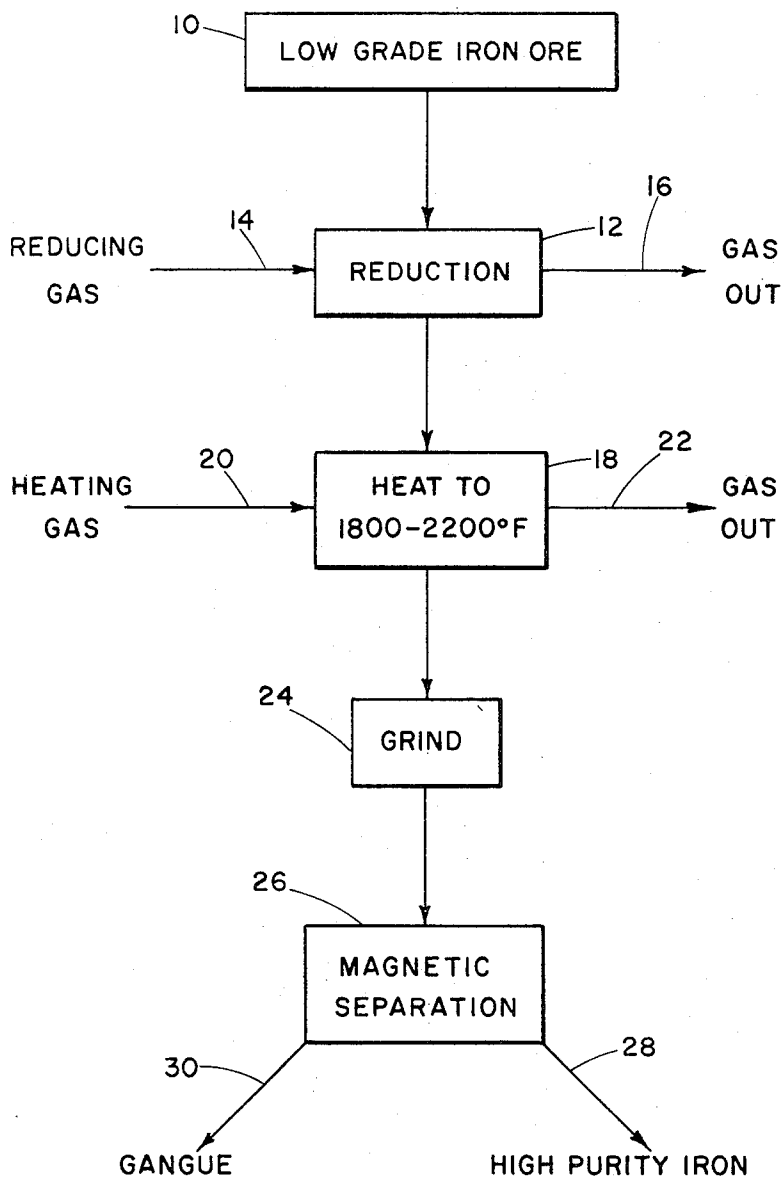 10
LOW GRADE IRON ORE
14
12
16
REDUCING
GAS
REDUCTION
GAS
OUT
20
18
22
HEATING
GAS
HEAT TO
1800-2200°F
GAS
OUT
24
GRIND
26
MAGNETIC
SEPARATION
30
28
GANGUE
HIGH PURITY IRON